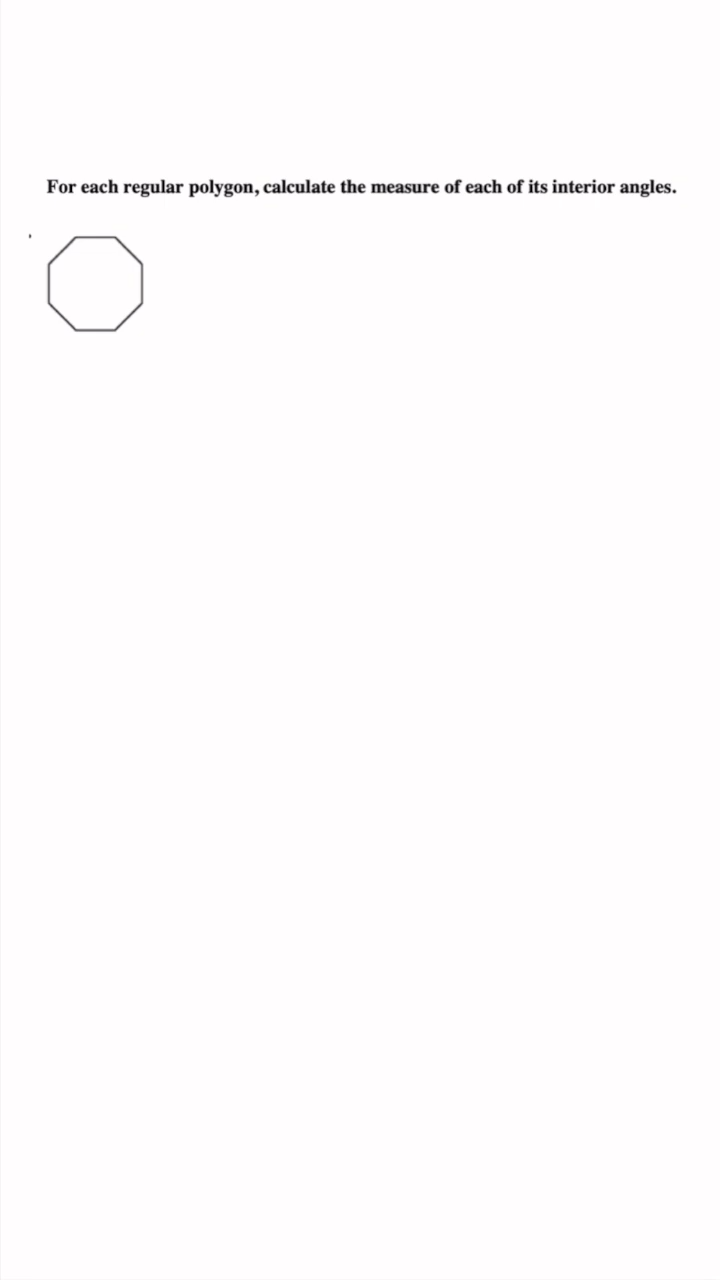 For each regular polygon, calculate the measure of each of its interior angles.